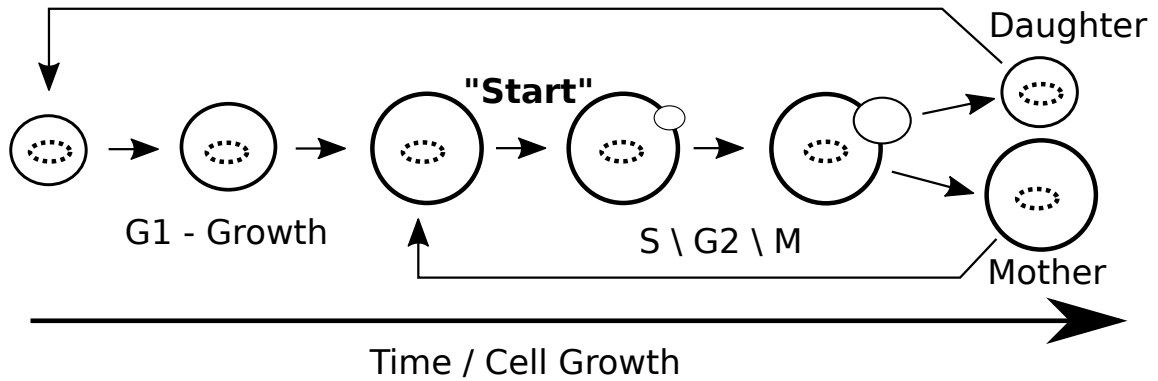 Daughter
"Start"
G1 - Growth
S \ G2 \ M
Mother
Time / Cell Growth